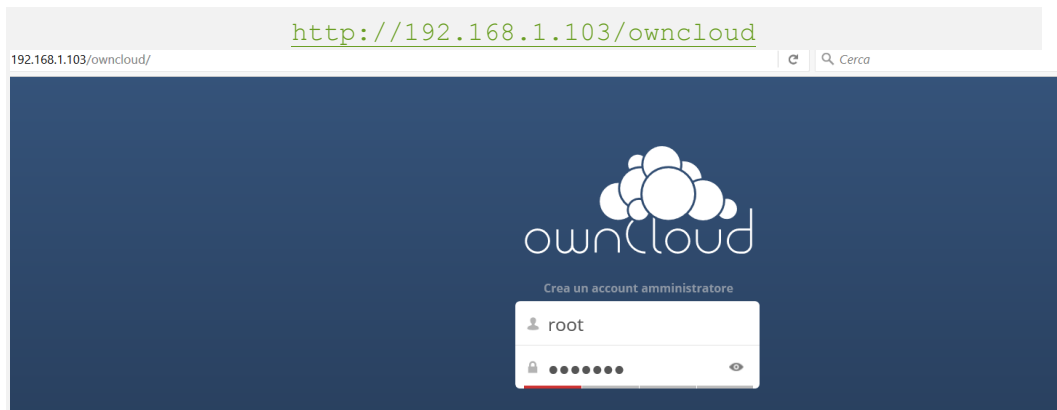 http://192.168.1.103/owncloud
192.168.1.103/owncloud/ Cerca
ownCloud
Crea un account amministratore
root
●●●●●●●